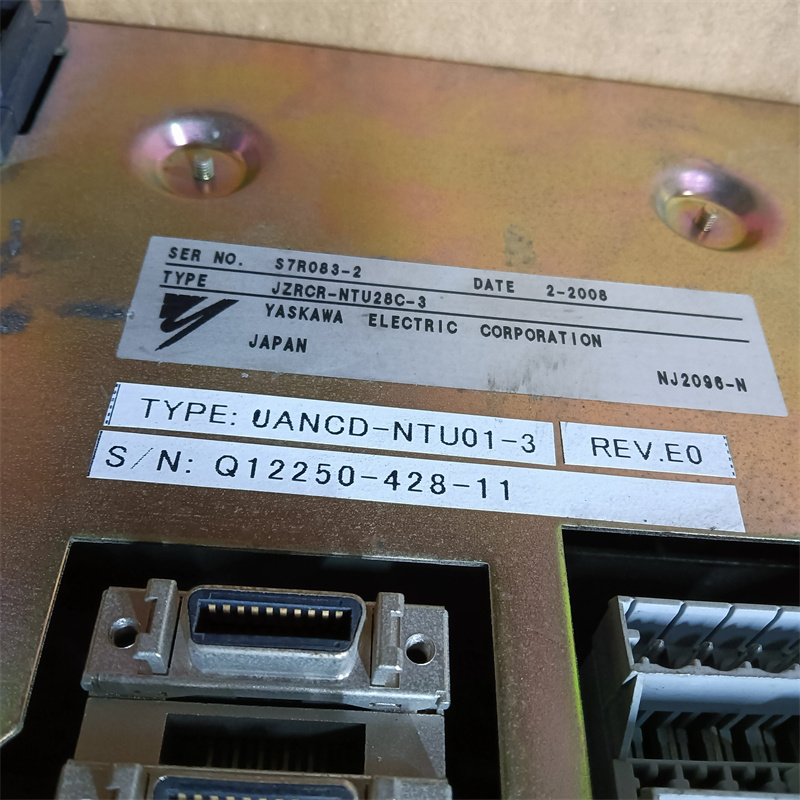 SER NO. S7R083-2 DATE 2-2008
TYPE JZRCR-NTU28C-3
YASKAWA ELECTRIC CORPORATION
JAPAN NJ2096-N
TYPE: UANCD-NTU01-3 REV.E0
S/N: Q12250-428-11